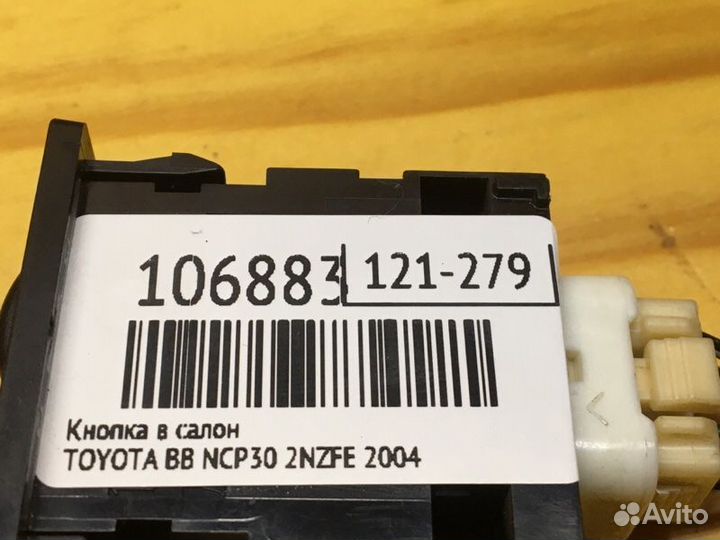 106883 121-279
Кнопка в салон
TOYOTA BB NCP30 2NZFE 2004
Avito